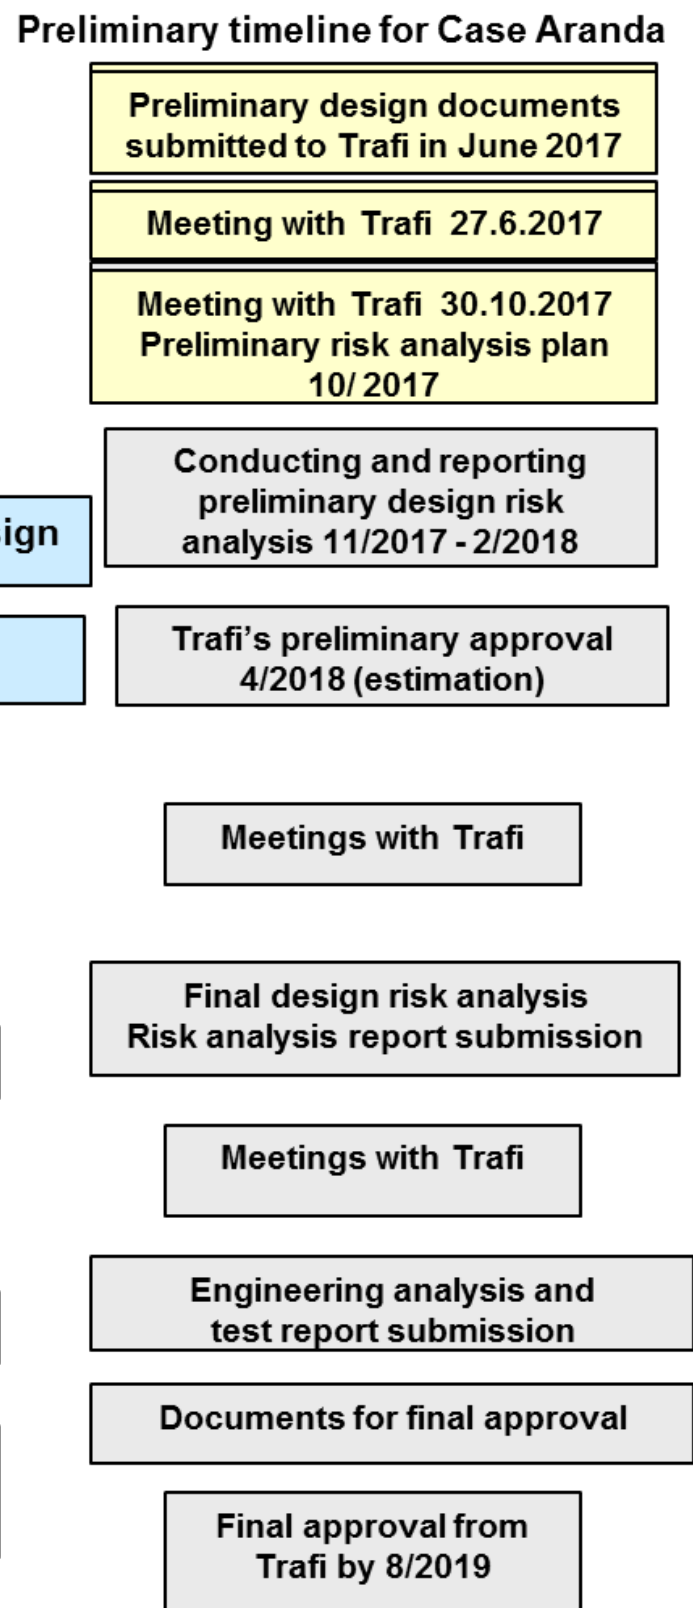 Preliminary timeline for Case Aranda
Preliminary design documents
submitted to Trafi in June 2017
Meeting with Trafi 27.6.2017
Meeting with Trafi 30.10.2017
Preliminary risk analysis plan
10/ 2017
Conducting and reporting
preliminary design risk
analysis 11/2017 - 2/2018
ign
Trafi's preliminary approval
4/2018 (estimation)
Meetings with Trafi
Final design risk analysis
Risk analysis report submission
Meetings with Trafi
Engineering analysis and
test report submission
Documents for final approval
Final approval from
Trafi by 8/2019